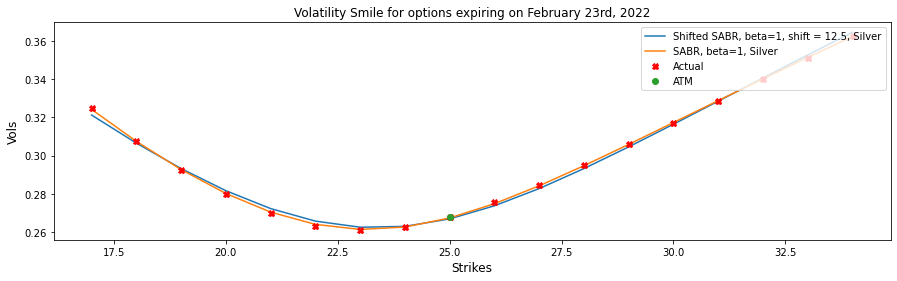 Volatility Smile for options expiring on February 23rd, 2022
Shifted SABR, beta=1, shift = 12.5, Silver
SABR, beta=1, Silver
Actual
ATM
Vols
0.36
0.34
0.32
0.30
0.28
0.26
17.5 20.0 22.5 25.0 27.5 30.0 32.5
Strikes